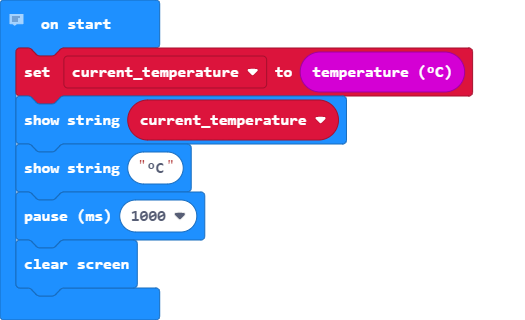 on start
set current_temperature to temperature (ºC)
show string current_temperature
show string "ºC"
pause (ms) 1000
clear screen